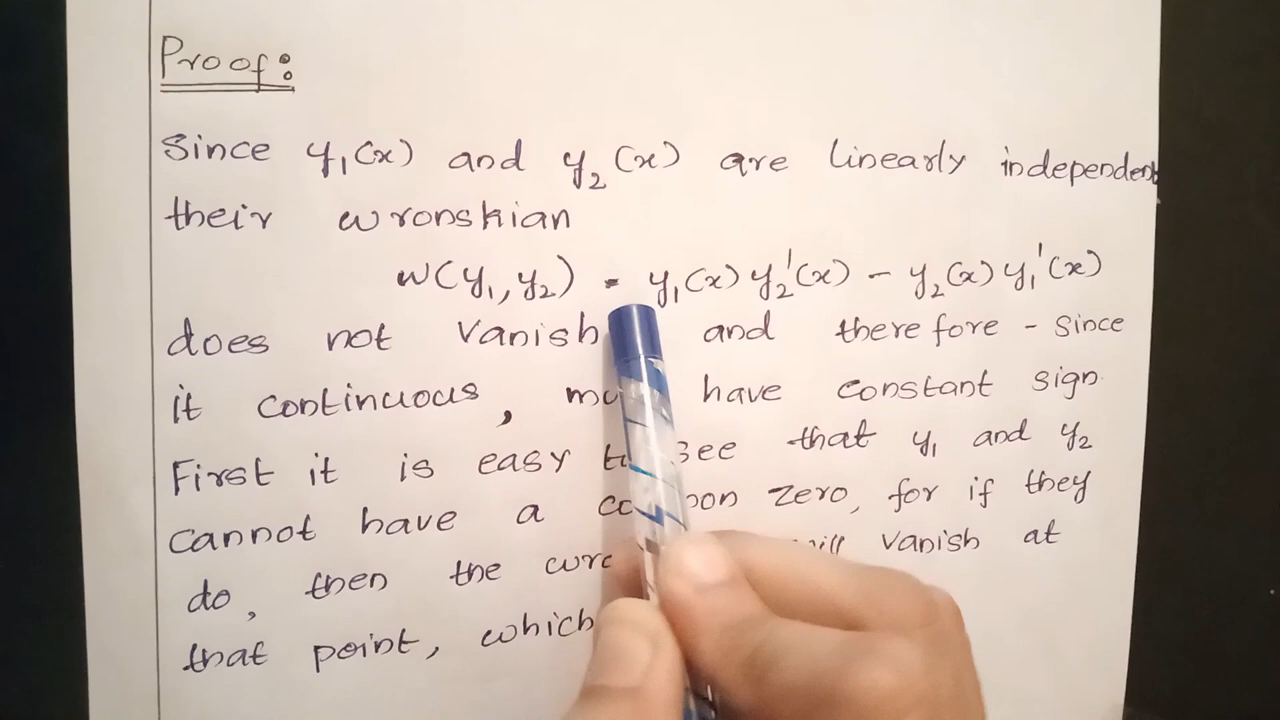 Proof:
Since y₁(x) and y₂(x) are linearly independent
their wronskian
w(y₁, y₂) = y₁(x) y₂'(x) - y₂(x) y₁'(x)
does not vanish and therefore - since
it continuous, have constant sign.
First it is easy see that y₁ and y₂
cannot have a zero, for if they
do, then the vanish at
that point, which